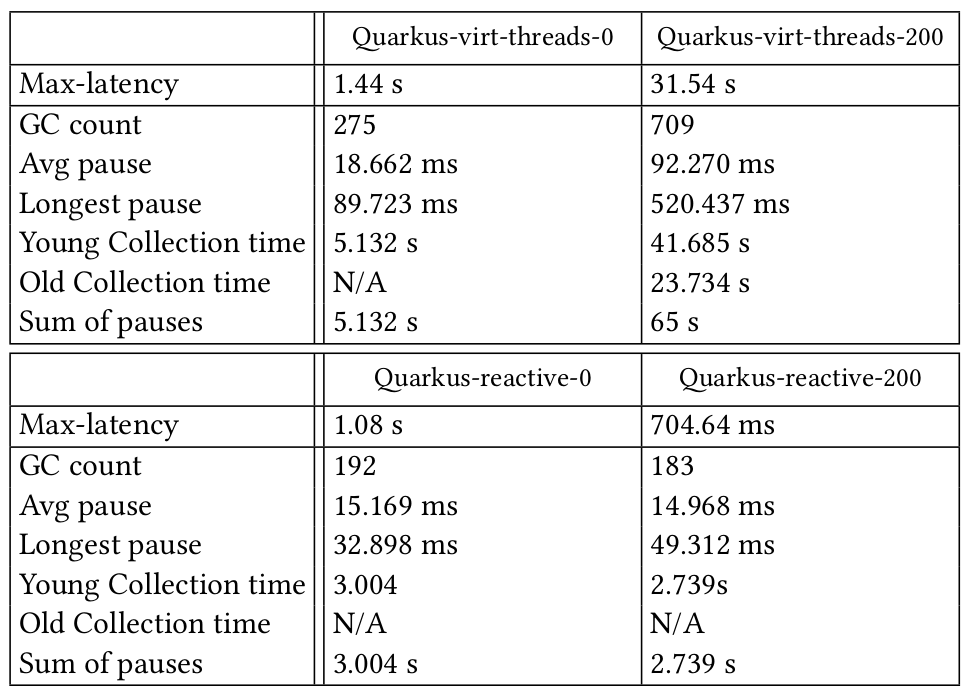 Quarkus-virt-threads-0 Quarkus-virt-threads-200
Max-latency 1.44 s 31.54 s
GC count 275 709
Avg pause 18.662 ms 92.270 ms
Longest pause 89.723 ms 520.437 ms
Young Collection time 5.132 s 41.685 s
Old Collection time N/A 23.734 s
Sum of pauses 5.132 s 65 s
Quarkus-reactive-0 Quarkus-reactive-200
Max-latency 1.08 s 704.64 ms
GC count 192 183
Avg pause 15.169 ms 14.968 ms
Longest pause 32.898 ms 49.312 ms
Young Collection time 3.004 2.739s
Old Collection time N/A N/A
Sum of pauses 3.004 s 2.739 s